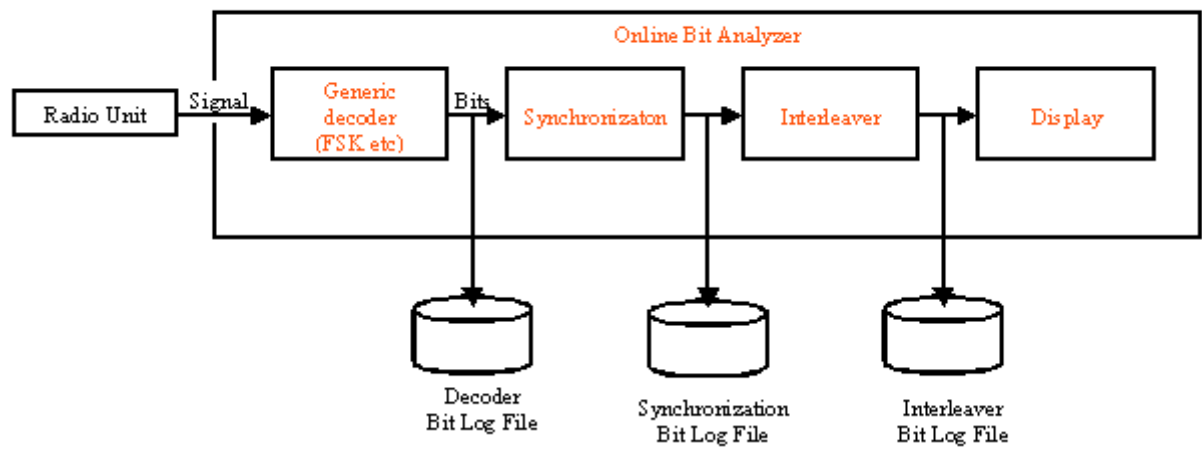 Online Bit Analyzer
Radio Unit
Signal
Generic
decoder
(FSK etc)
Bits
Synchronizaton
Interleaver
Display
Decoder
Bit Log File
Synchronization
Bit Log File
Interleaver
Bit Log File